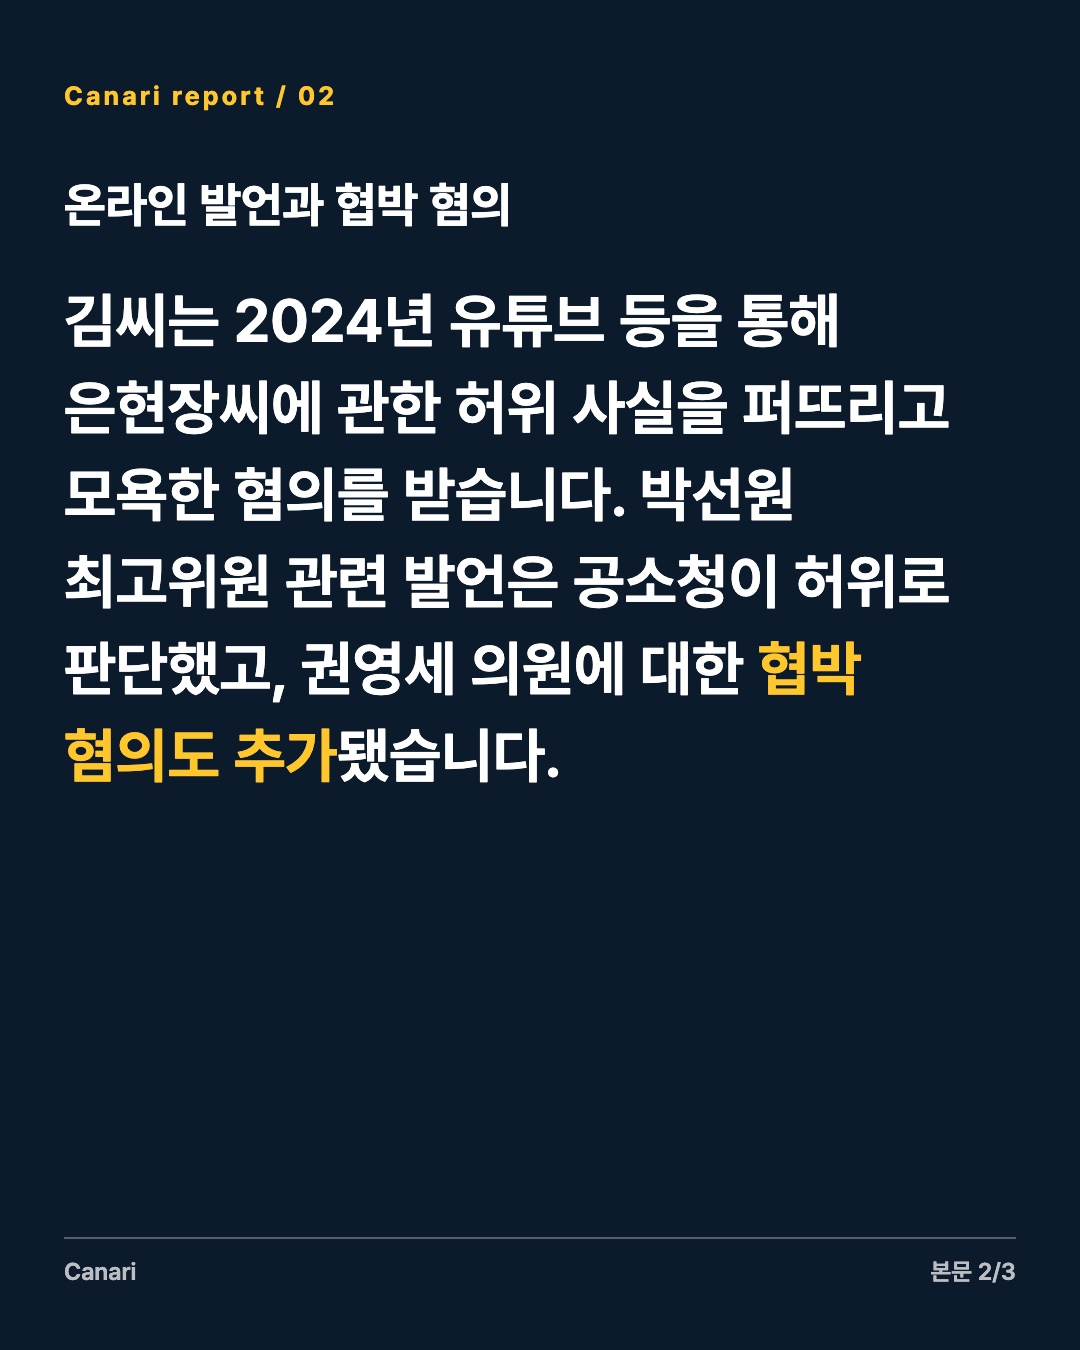 Canari report / 02
온라인 발언과 협박 혐의
김씨는 2024년 유튜브 등을 통해
은현장씨에 관한 허위 사실을 퍼뜨리고
모욕한 혐의를 받습니다. 박선원
최고위원 관련 발언은 공소청이 허위로
판단했고, 권영세 의원에 대한 협박
혐의도 추가됐습니다.
Canari
본문 2/3